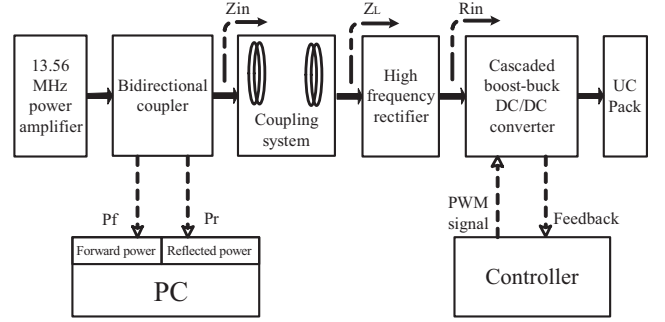 Zin
ZL
Rin
13.56
MHz
power
amplifier
Bidirectional
coupler
Coupling
system
High
frequency
rectifier
Cascaded
boost-buck
DC/DC
converter
UC
Pack
Pf
Pr
PWM
signal
Feedback
Forward power
Reflected power
PC
Controller